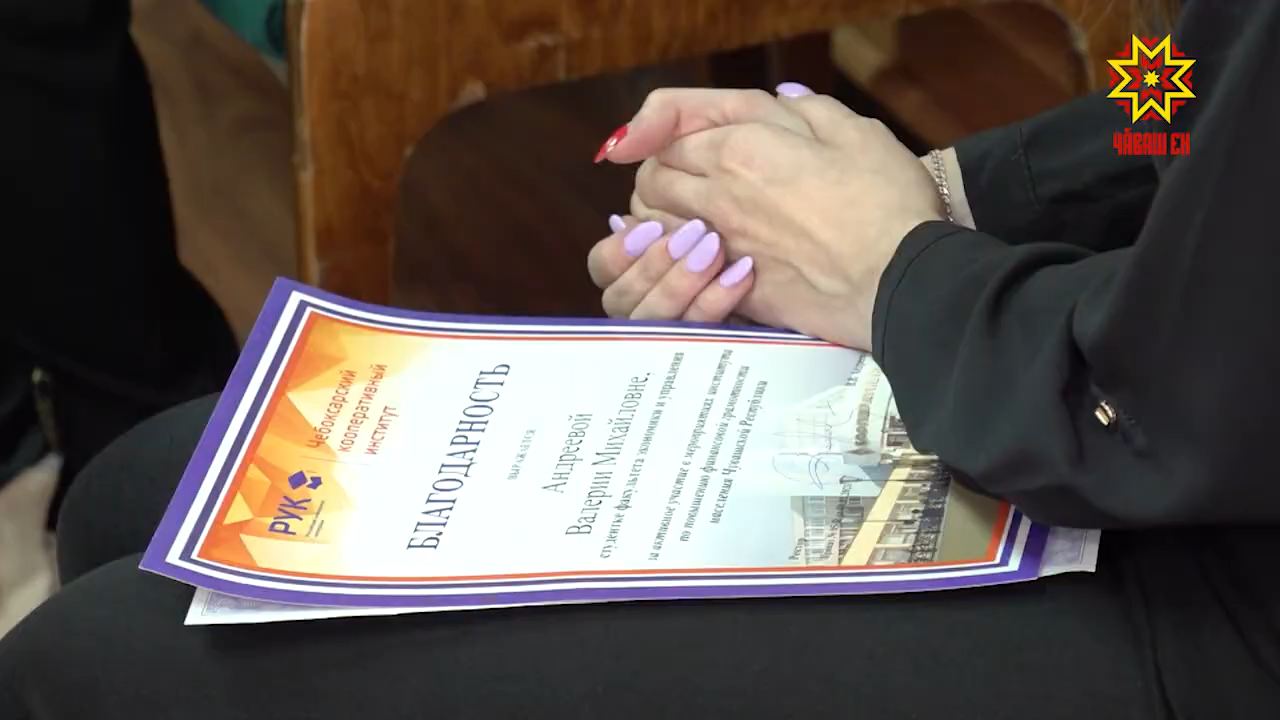 ЧӐВАШ ЕН
РУК
Чебоксарский
кооперативный
институт
БЛАГОДАРНОСТЬ
ВЫРАЖАЕТСЯ
Андреевой
Валерии Михайловне,
студентке факультета экономики и управления
за активное участие в мероприятиях института
по повышению финансовой грамотности
населения Чувашской Республики